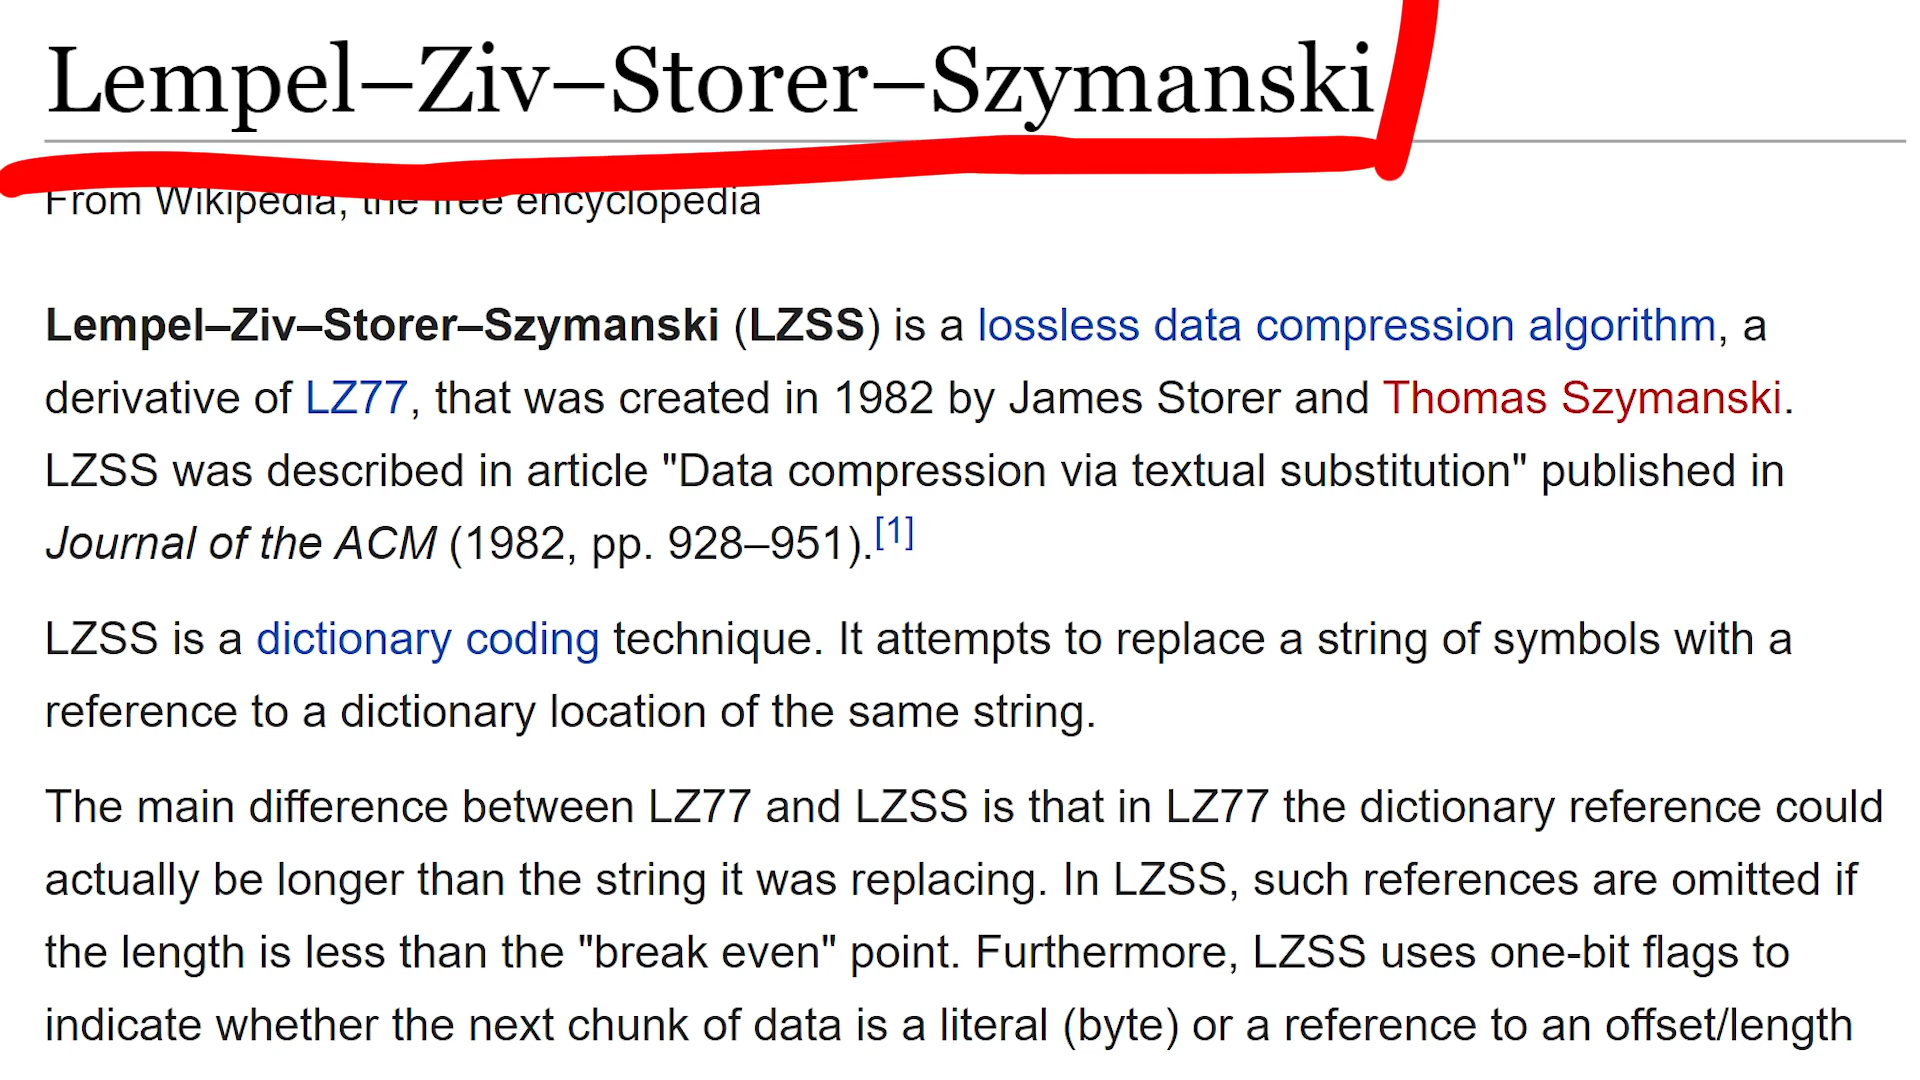 Lempel–Ziv–Storer–Szymanski
From Wikipedia, the free encyclopedia
Lempel–Ziv–Storer–Szymanski (LZSS) is a lossless data compression algorithm, a
derivative of LZ77, that was created in 1982 by James Storer and Thomas Szymanski.
LZSS was described in article "Data compression via textual substitution" published in
Journal of the ACM (1982, pp. 928–951).[1]
LZSS is a dictionary coding technique. It attempts to replace a string of symbols with a
reference to a dictionary location of the same string.
The main difference between LZ77 and LZSS is that in LZ77 the dictionary reference could
actually be longer than the string it was replacing. In LZSS, such references are omitted if
the length is less than the "break even" point. Furthermore, LZSS uses one-bit flags to
indicate whether the next chunk of data is a literal (byte) or a reference to an offset/length